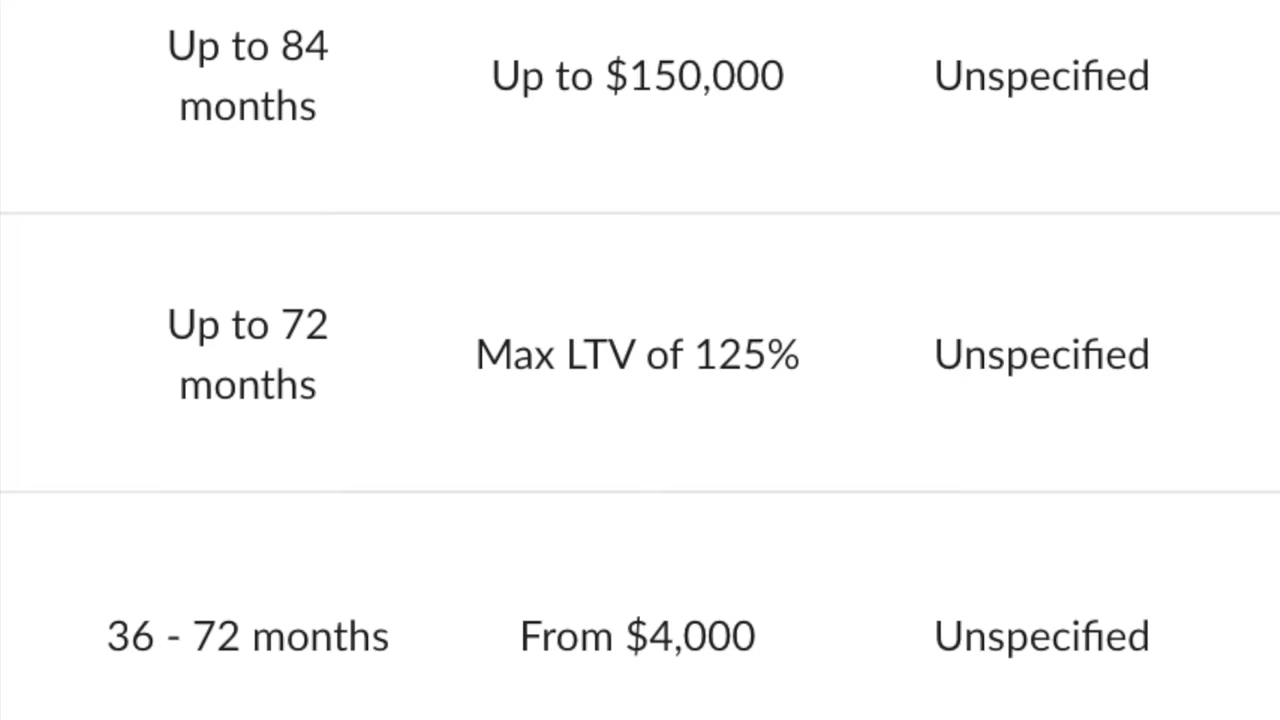 Up to 84
months
Up to $150,000
Unspecified
Up to 72
months
Max LTV of 125%
Unspecified
36 - 72 months
From $4,000
Unspecified